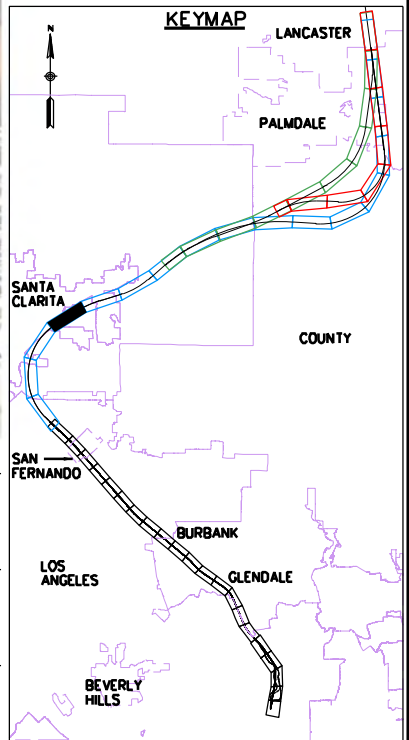 KEYMAP
LANCASTER
N
PALMDALE
SANTA
CLARITA
COUNTY
SAN
FERNANDO
BURBANK
LOS
ANGELES
GLENDALE
BEVERLY
HILLS